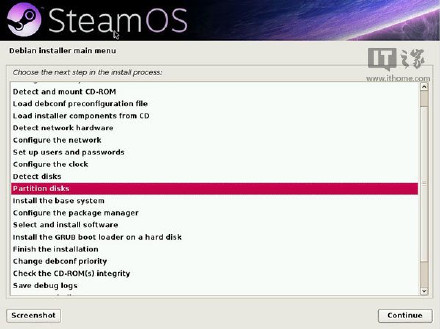 SteamOS
Debian installer main menu
IT之家
www.ithome.com
Choose the next step in the install process:
Detect and mount CD-ROM
Load debconf preconfiguration file
Load installer components from CD
Detect network hardware
Configure the network
Set up users and passwords
Configure the clock
Detect disks
Partition disks
Install the base system
Configure the package manager
Select and install software
Install the GRUB boot loader on a hard disk
Finish the installation
Change debconf priority
Check the CD-ROM(s) integrity
Save debug logs
Screenshot
Continue